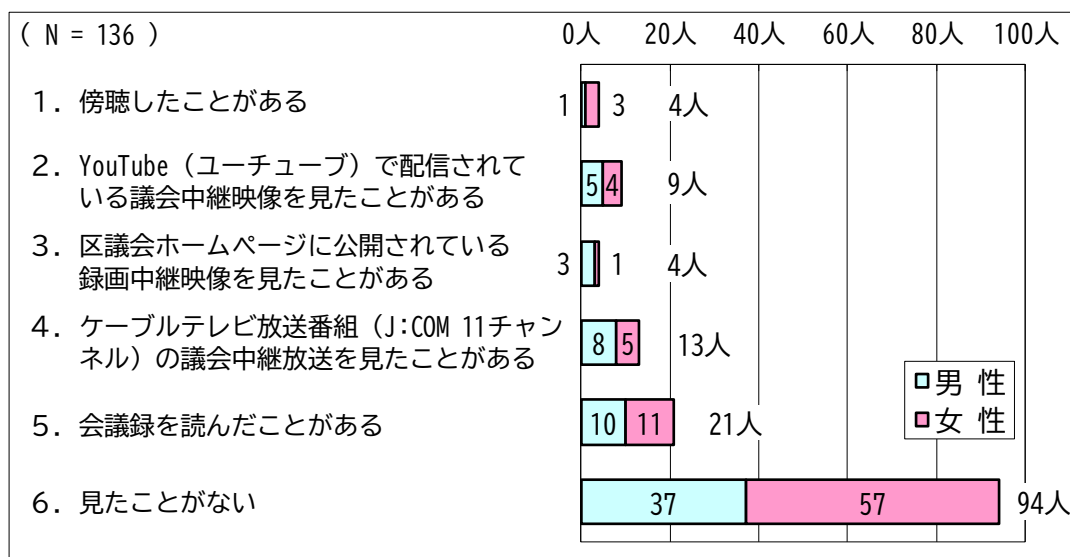 ( N = 136 )
0人 20人 40人 60人 80人 100人
1. 傍聴したことがある
1 3 4人
2. YouTube（ユーチューブ）で配信されて
いる議会中継映像を見たことがある
5 4 9人
3. 区議会ホームページに公開されている
録画中継映像を見たことがある
3 1 4人
4. ケーブルテレビ放送番組（J:COM 11チャン
ネル）の議会中継放送を見たことがある
8 5 13人
5. 会議録を読んだことがある
10 11 21人
6. 見たことがない
37 57 94人
男 性
女 性